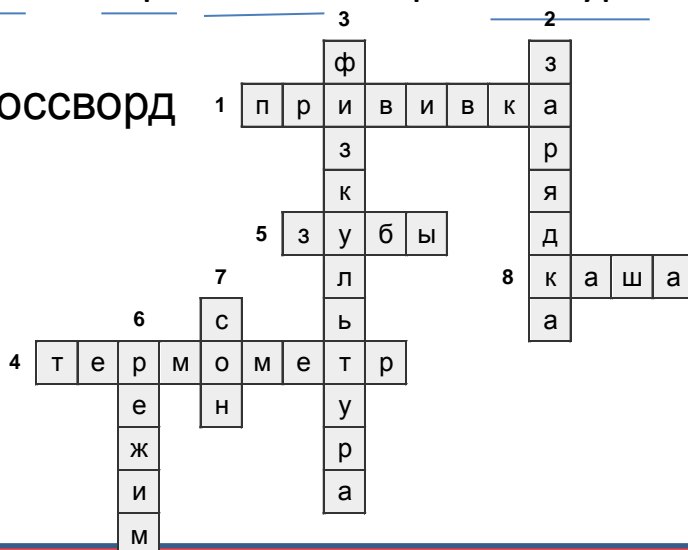 3 2
ф з
оссворд 1 п р и в и в к а
з р
к я
5 з у б ы д
7 л 8 к а ш а
6 с ь а
4 т е р м о м е т р
е н у
ж р
и а
м